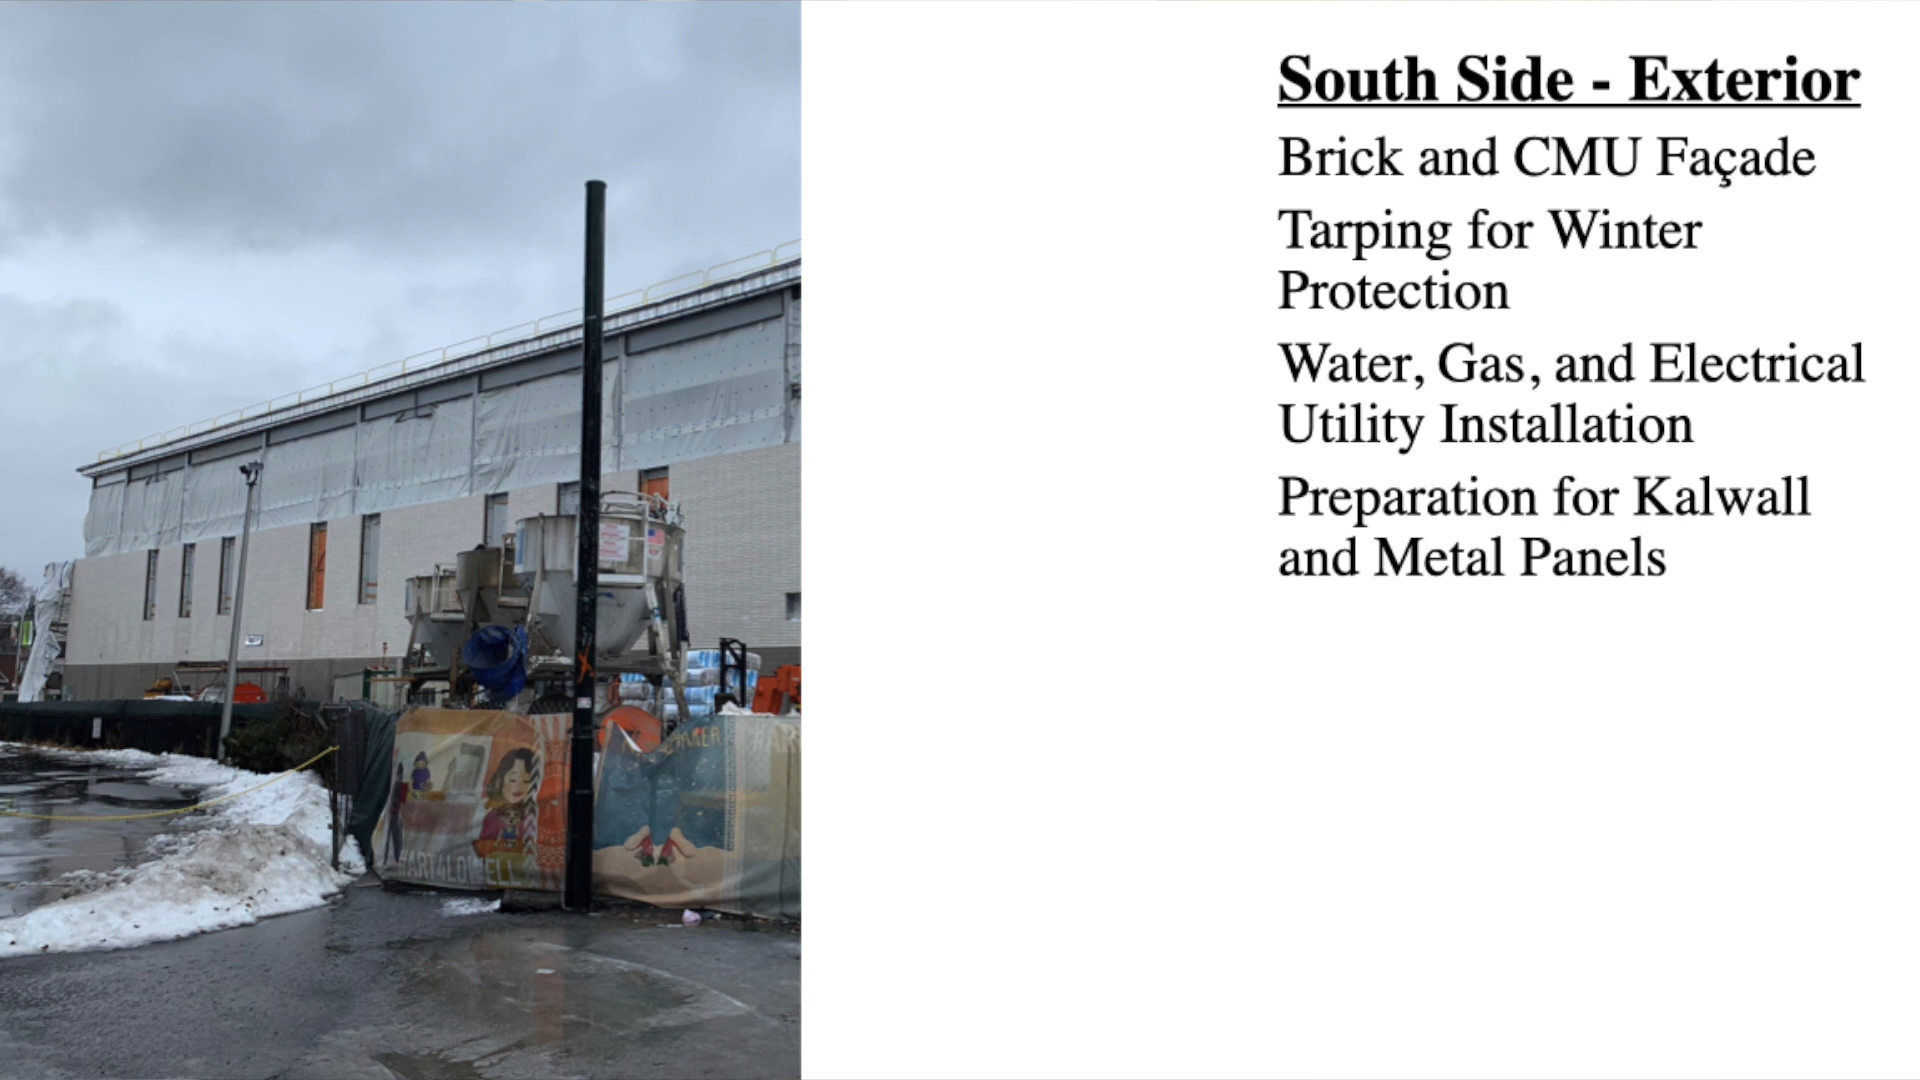 South Side - Exterior
Brick and CMU Façade
Tarping for Winter
Protection
Water, Gas, and Electrical
Utility Installation
Preparation for Kalwall
and Metal Panels
#ART4LOWELL